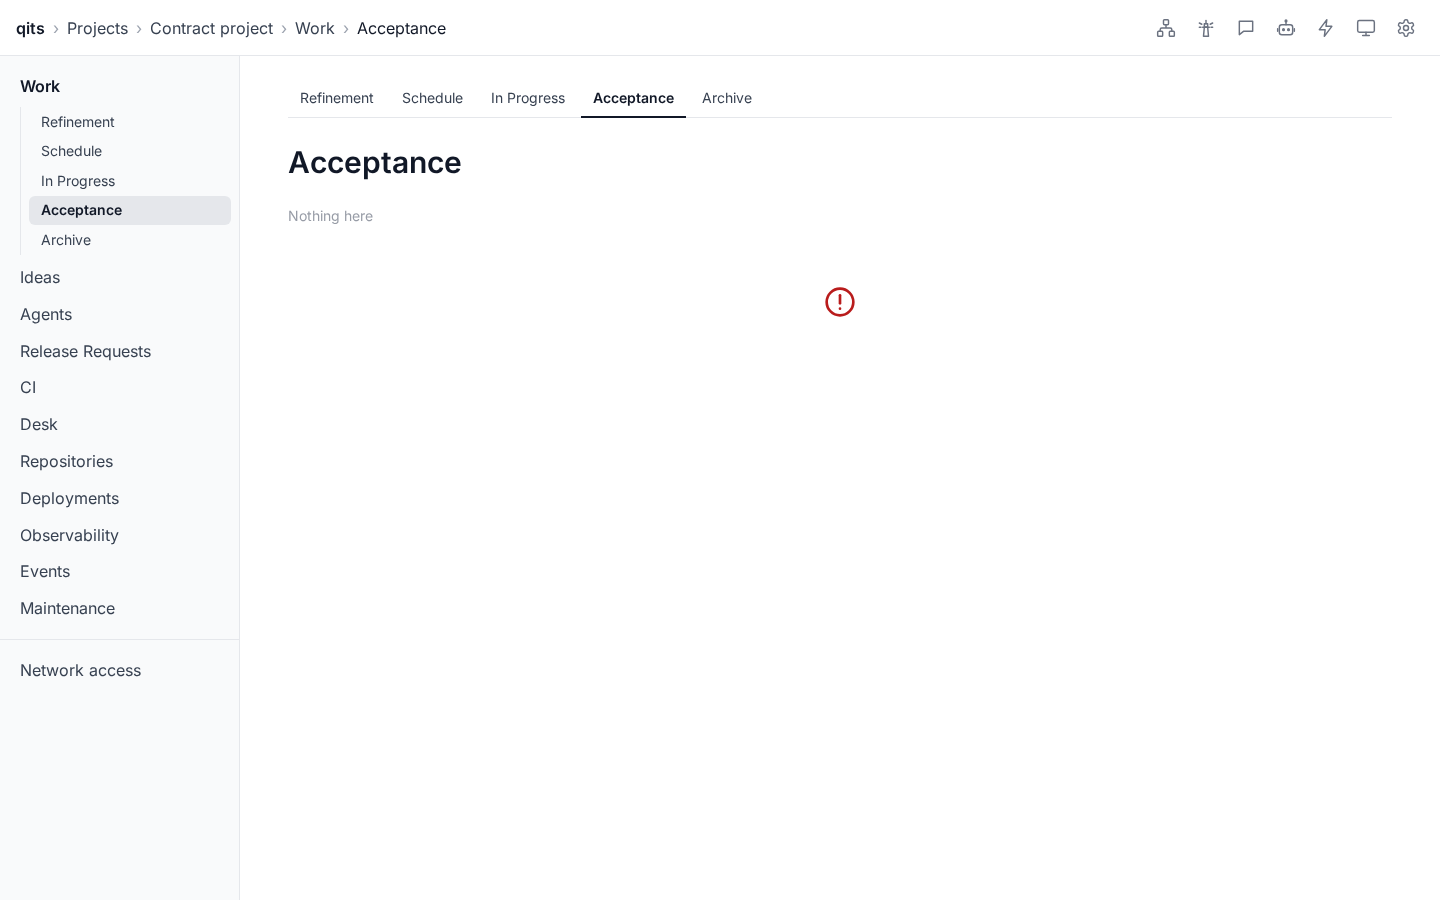 qits › Projects › Contract project › Work › Acceptance
Work
Refinement
Schedule
In Progress
Acceptance
Archive
Ideas
Agents
Release Requests
CI
Desk
Repositories
Deployments
Observability
Events
Maintenance
Network access
Refinement Schedule In Progress Acceptance Archive
Acceptance
Nothing here